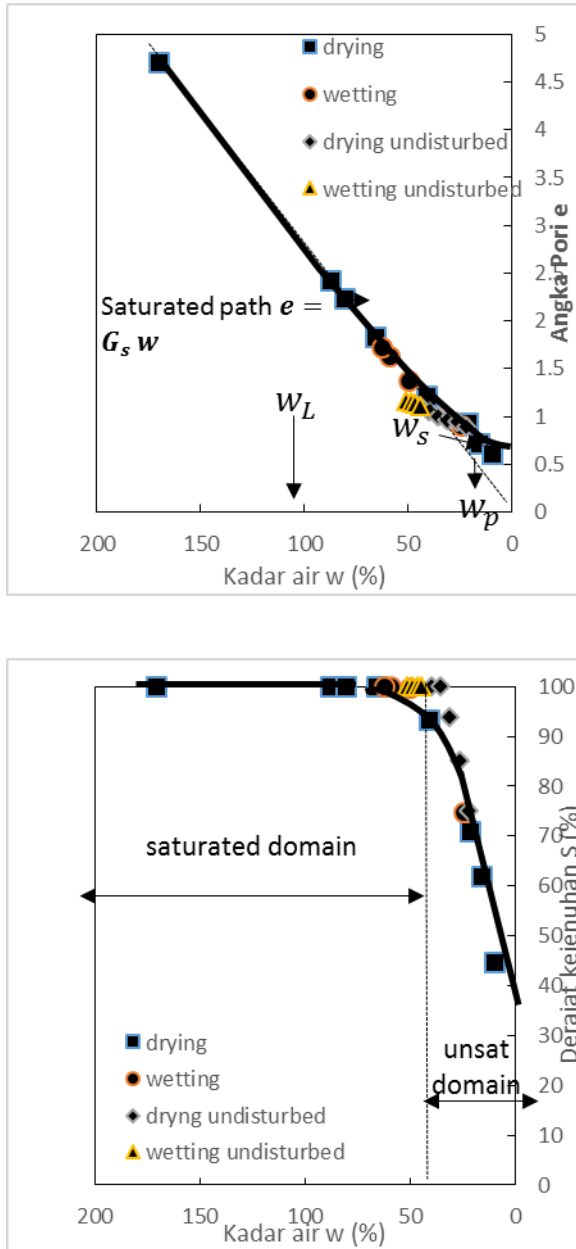 drying
wetting
drying undisturbed
wetting undisturbed
5
4.5
4
3.5
3
2.5
2
1.5
1
0.5
0
Angka Pori e
Saturated path e =
G_s w
w_L
w_s
w_p
200 150 100 50 0
Kadar air w (%)
100
90
80
70
60
50
40
30
20
10
0
Derajat kejenuhan S (%)
saturated domain
unsat
domain
drying
wetting
dryng undisturbed
wetting undisturbed
200 150 100 50 0
Kadar air w (%)